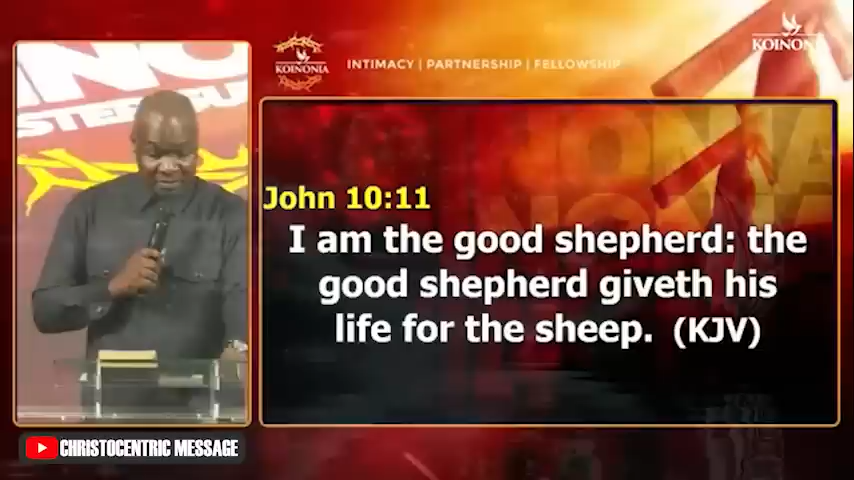 KOINONIA
INTIMACY | PARTNERSHIP | FELLOWSHIP
KOINONIA
John 10:11
I am the good shepherd: the
good shepherd giveth his
life for the sheep. (KJV)
CHRISTOCENTRIC MESSAGE